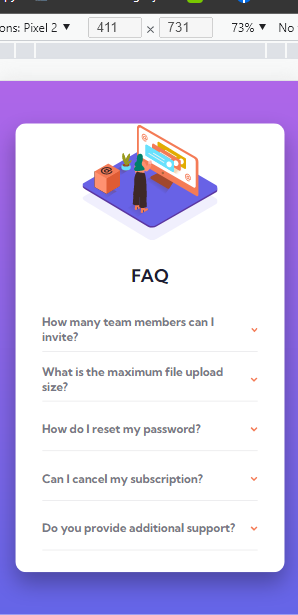 ons: Pixel 2 ▼ 411 × 731 73% ▼ No
FAQ
How many team members can I
invite?
What is the maximum file upload
size?
How do I reset my password?
Can I cancel my subscription?
Do you provide additional support?